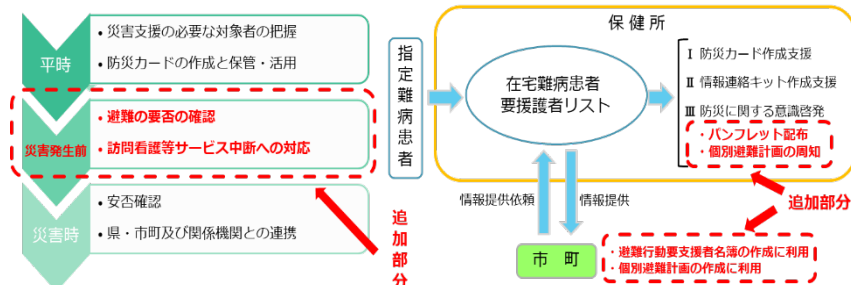 平時
・災害支援の必要な対象者の把握
・防災カードの作成と保管・活用
災害発生前
・避難の要否の確認
・訪問看護等サービス中断への対応
災害時
・安否確認
・県・市町及び関係機関との連携
追加部分
指定難病患者
保健所
在宅難病患者
要援護者リスト
Ⅰ 防災カード作成支援
Ⅱ 情報連絡キット作成支援
Ⅲ 防災に関する意識啓発
・パンフレット配布
・個別避難計画の周知
追加部分
情報提供依頼
情報提供
市 町
・避難行動要支援者名簿の作成に利用
・個別避難計画の作成に利用